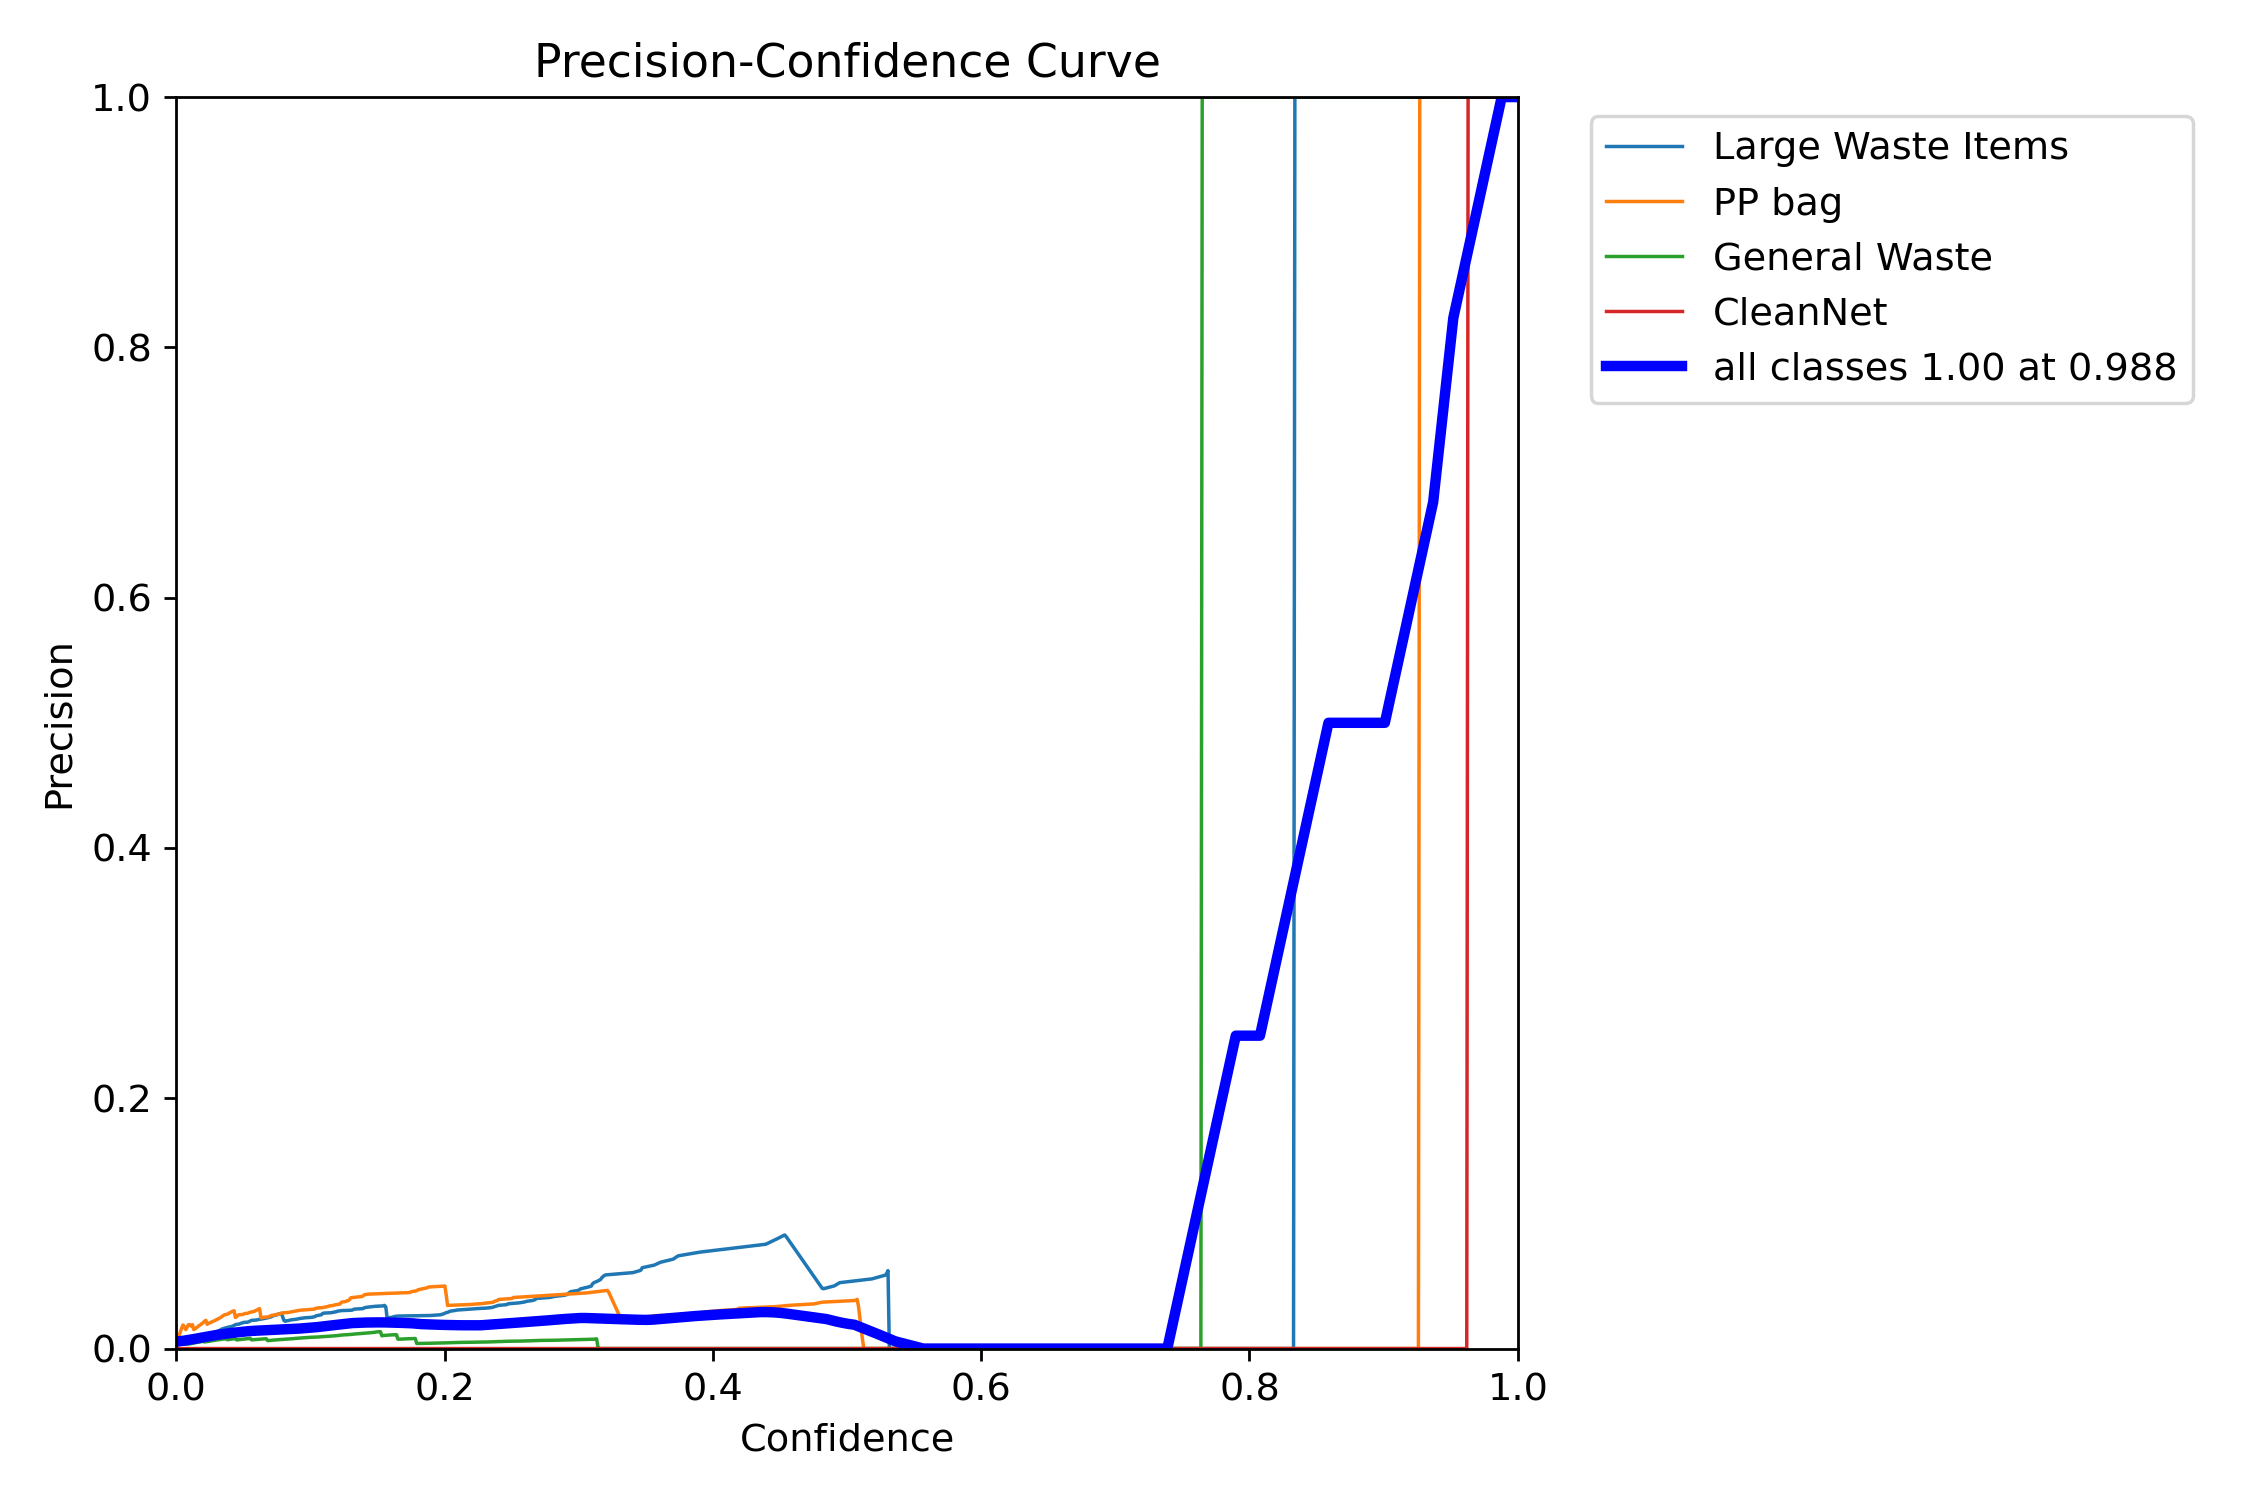 Precision-Confidence Curve
1.0
0.8
0.6
0.4
0.2
0.0
Precision
0.0 0.2 0.4 0.6 0.8 1.0
Confidence
Large Waste Items
PP bag
General Waste
CleanNet
all classes 1.00 at 0.988